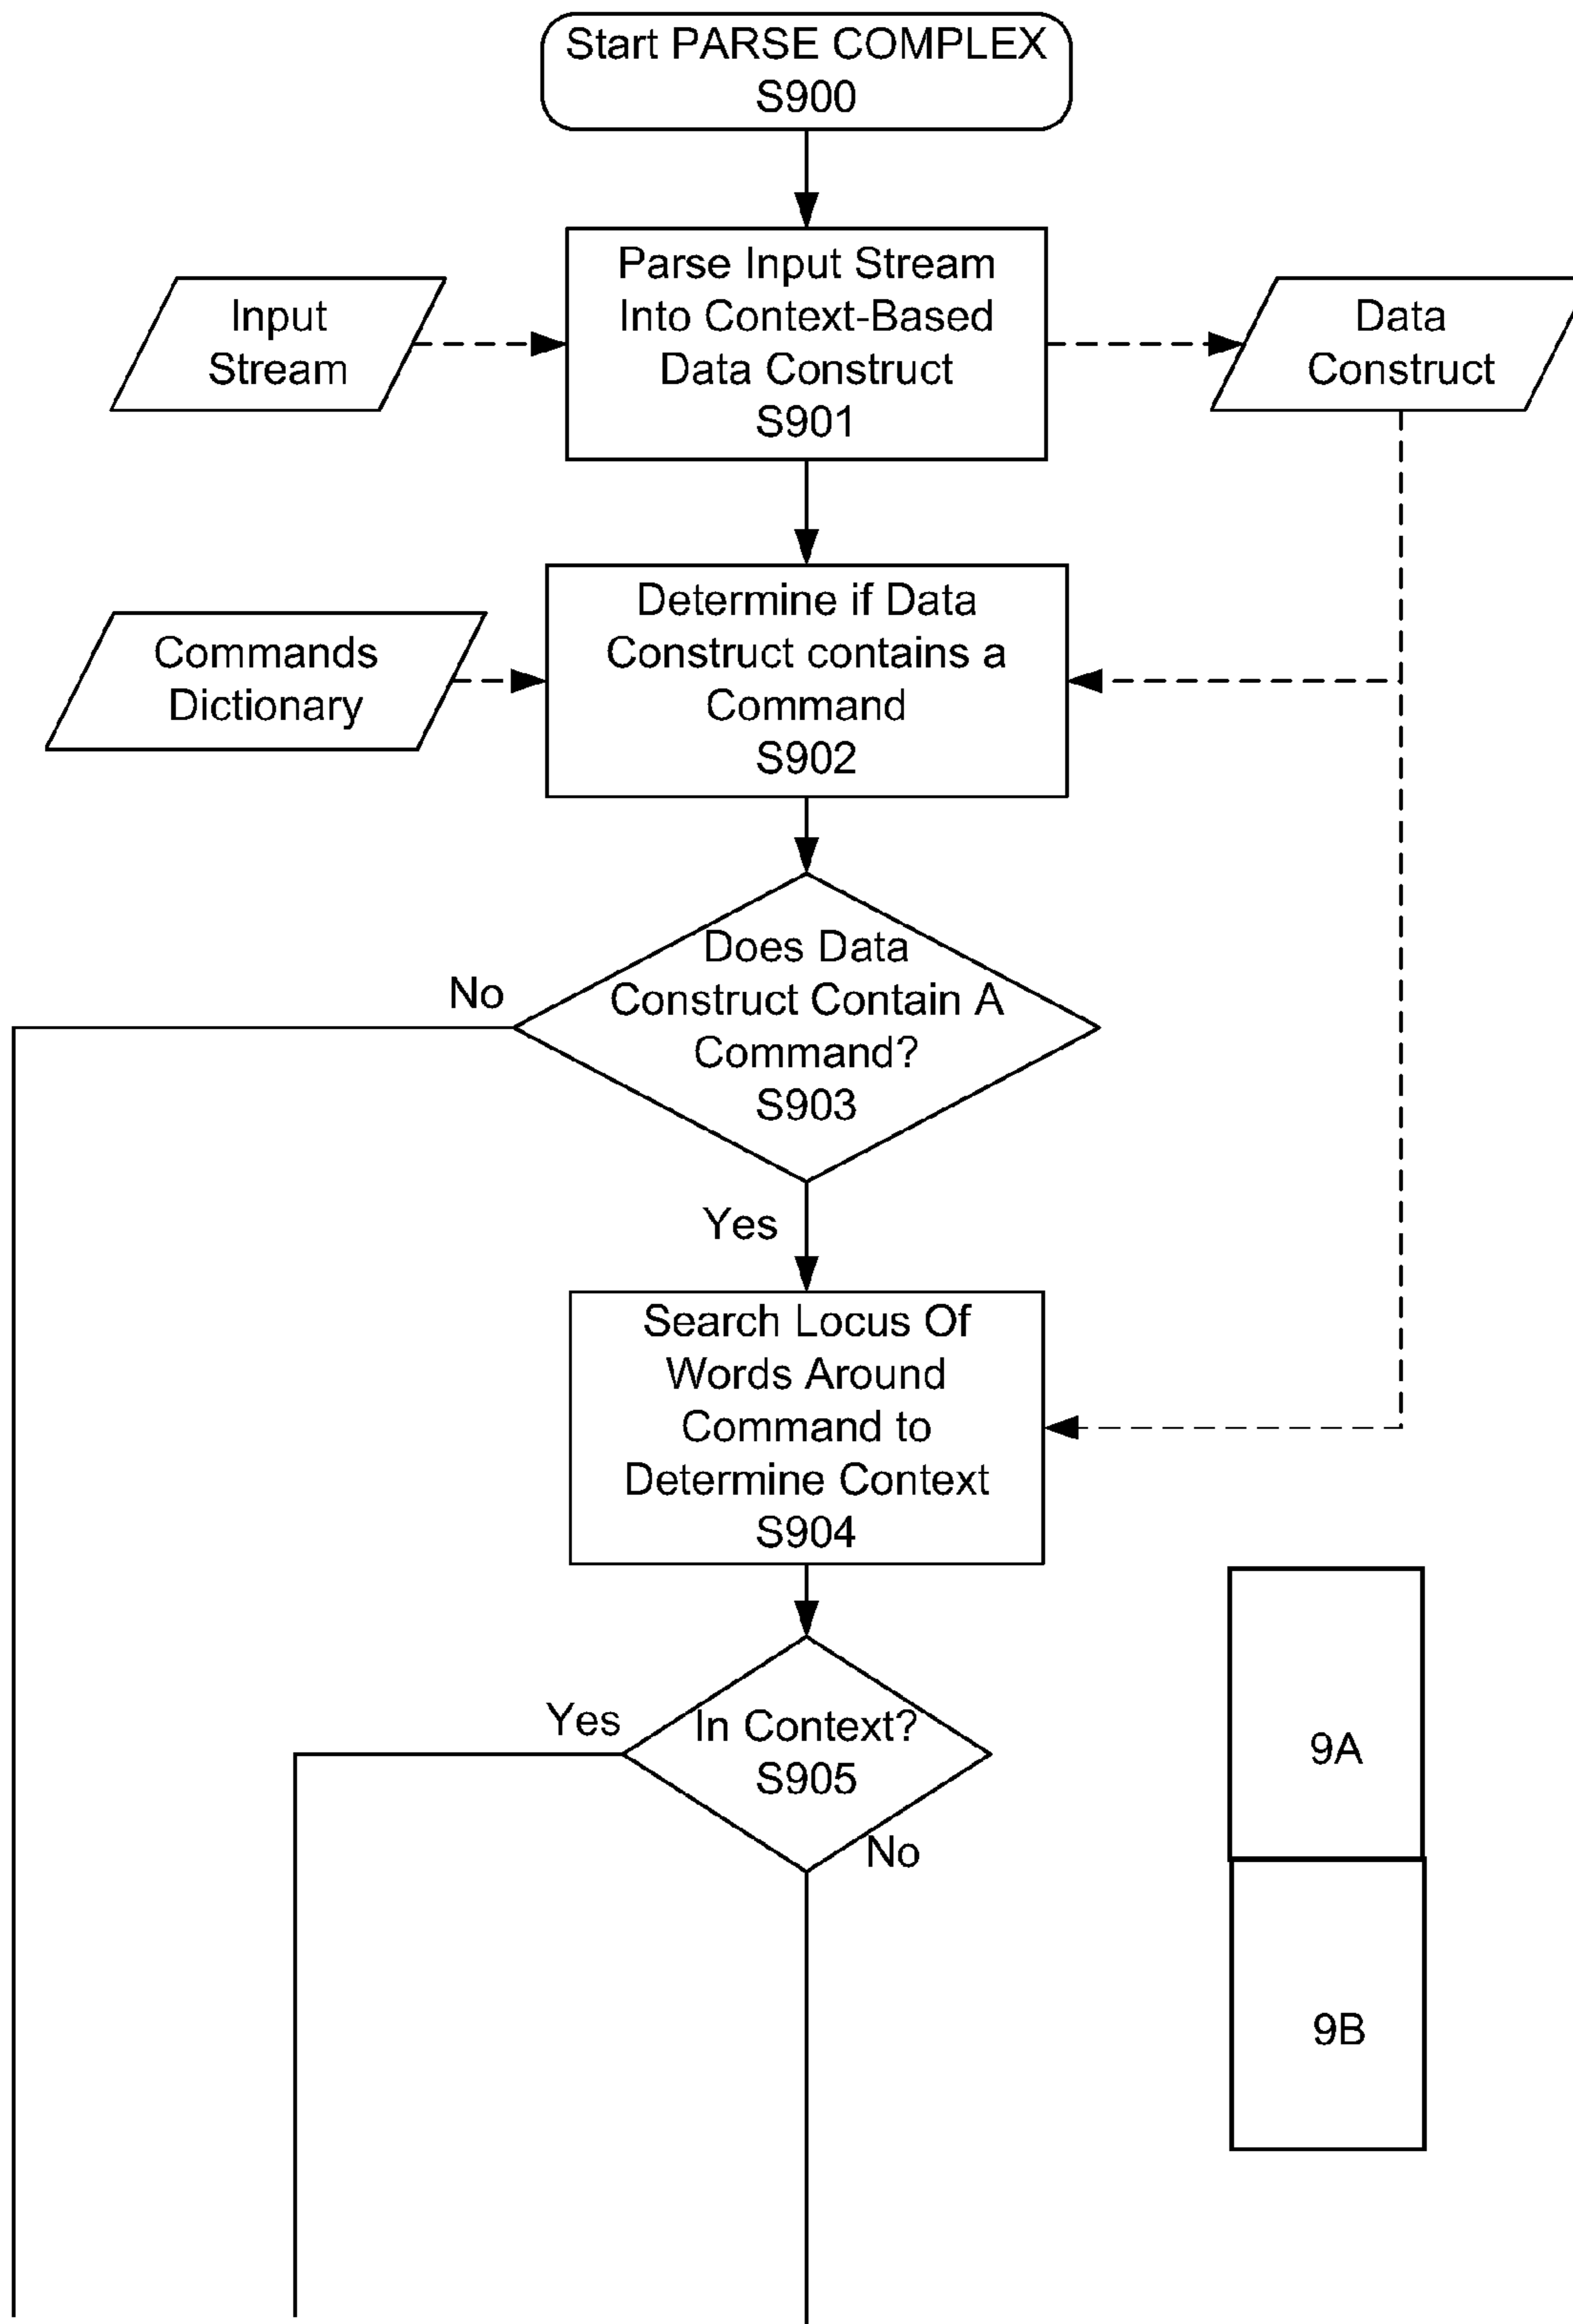 Start PARSE COMPLEX
S900
Parse Input Stream
Into Context-Based
Data Construct
S901
Input
Stream
Data
Construct
Determine if Data
Construct contains a
Command
S902
Commands
Dictionary
Does Data
Construct Contain A
Command?
S903
No
Yes
Search Locus Of
Words Around
Command to
Determine Context
S904
In Context?
S905
Yes
No
9A
9B